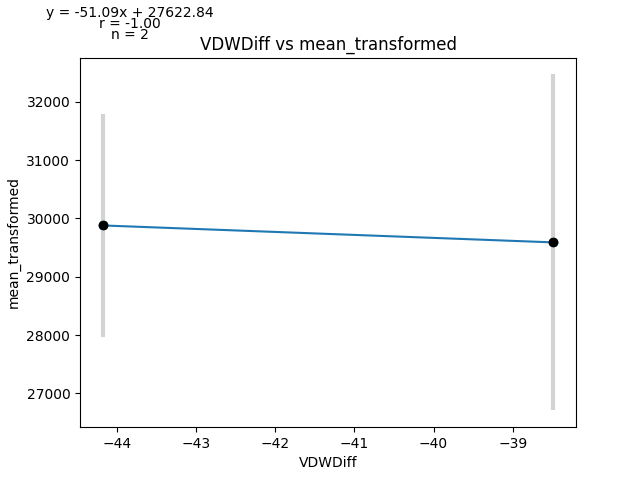 y = -51.09x + 27622.84
r = -1.00
n = 2
VDWDiff vs mean_transformed
32000
31000
30000
29000
28000
27000
mean_transformed
−44
−43
−42
−41
−40
−39
VDWDiff